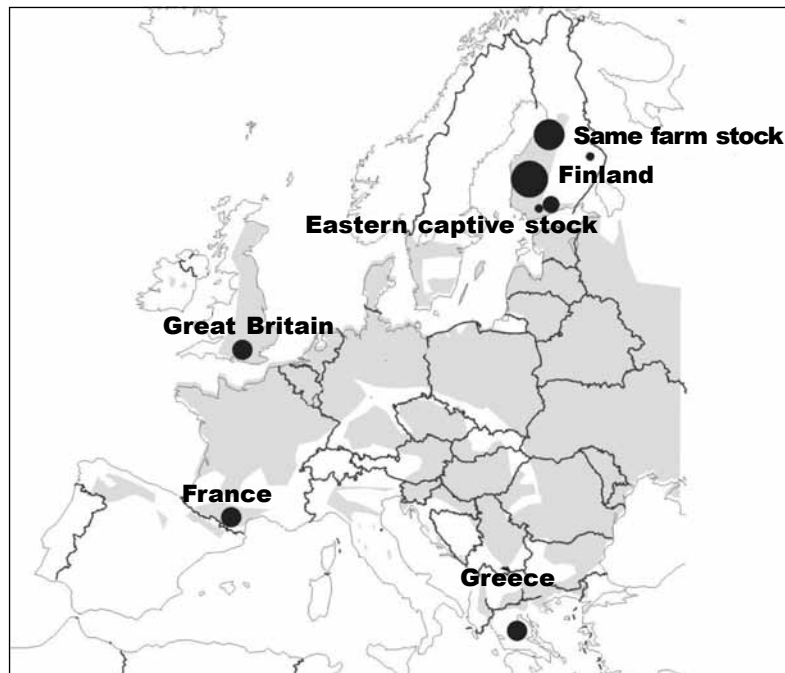 Same farm stock
Finland
Eastern captive stock
Great Britain
France
Greece